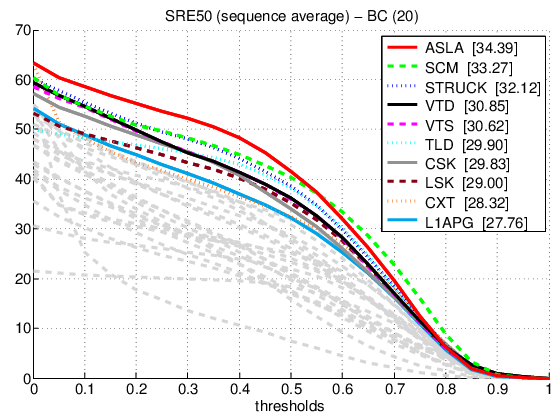 SRE50 (sequence average) − BC (20)
70
60
50
40
30
20
10
0
0
0.1
0.2
0.3
0.4
0.5
0.6
0.7
0.8
0.9
1
thresholds
ASLA [34.39]
SCM [33.27]
STRUCK [32.12]
VTD [30.85]
VTS [30.62]
TLD [29.90]
CSK [29.83]
LSK [29.00]
CXT [28.32]
L1APG [27.76]